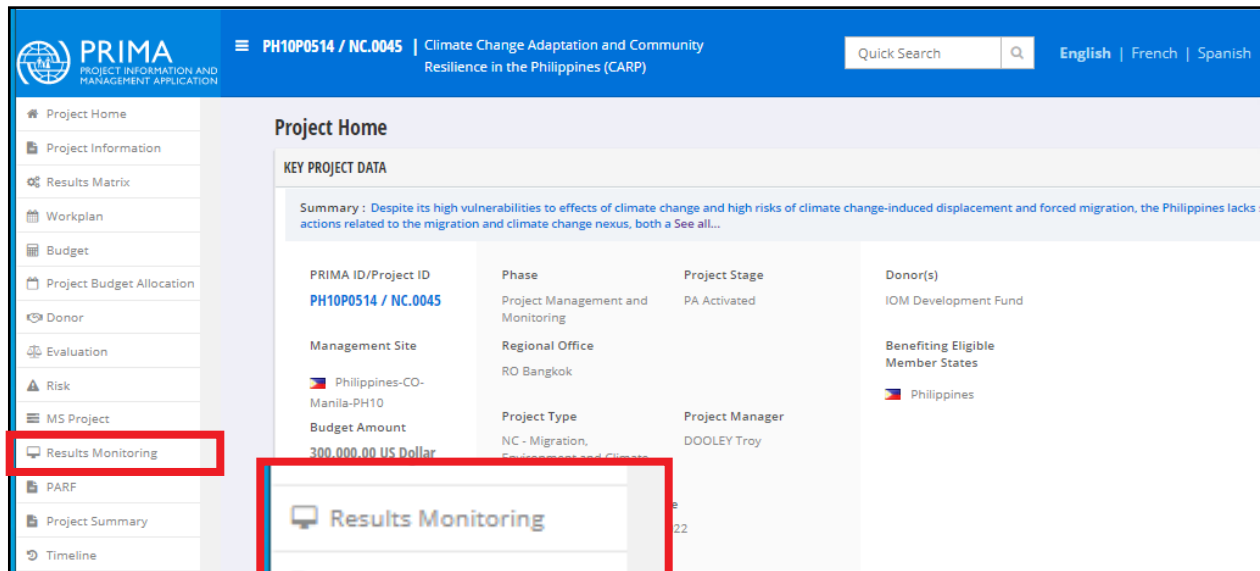 PRIMA
PROJECT INFORMATION AND
MANAGEMENT APPLICATION
PH10P0514 / NC.0045 | Climate Change Adaptation and Community
Resilience in the Philippines (CARP)
Quick Search
English | French | Spanish
Project Home
Project Information
Results Matrix
Workplan
Budget
Project Budget Allocation
Donor
Evaluation
Risk
MS Project
Results Monitoring
PARF
Project Summary
Timeline
Project Home
KEY PROJECT DATA
Summary : Despite its high vulnerabilities to effects of climate change and high risks of climate change-induced displacement and forced migration, the Philippines lacks
actions related to the migration and climate change nexus, both a See all...
PRIMA ID/Project ID
PH10P0514 / NC.0045
Phase
Project Management and
Monitoring
Project Stage
PA Activated
Donor(s)
IOM Development Fund
Management Site
Philippines-CO-
Manila-PH10
Regional Office
RO Bangkok
Benefiting Eligible
Member States
Philippines
Budget Amount
300,000.00 US Dollar
Project Type
NC - Migration,
Environment and Climate
Project Manager
DOOLEY Troy
e
22
Results Monitoring